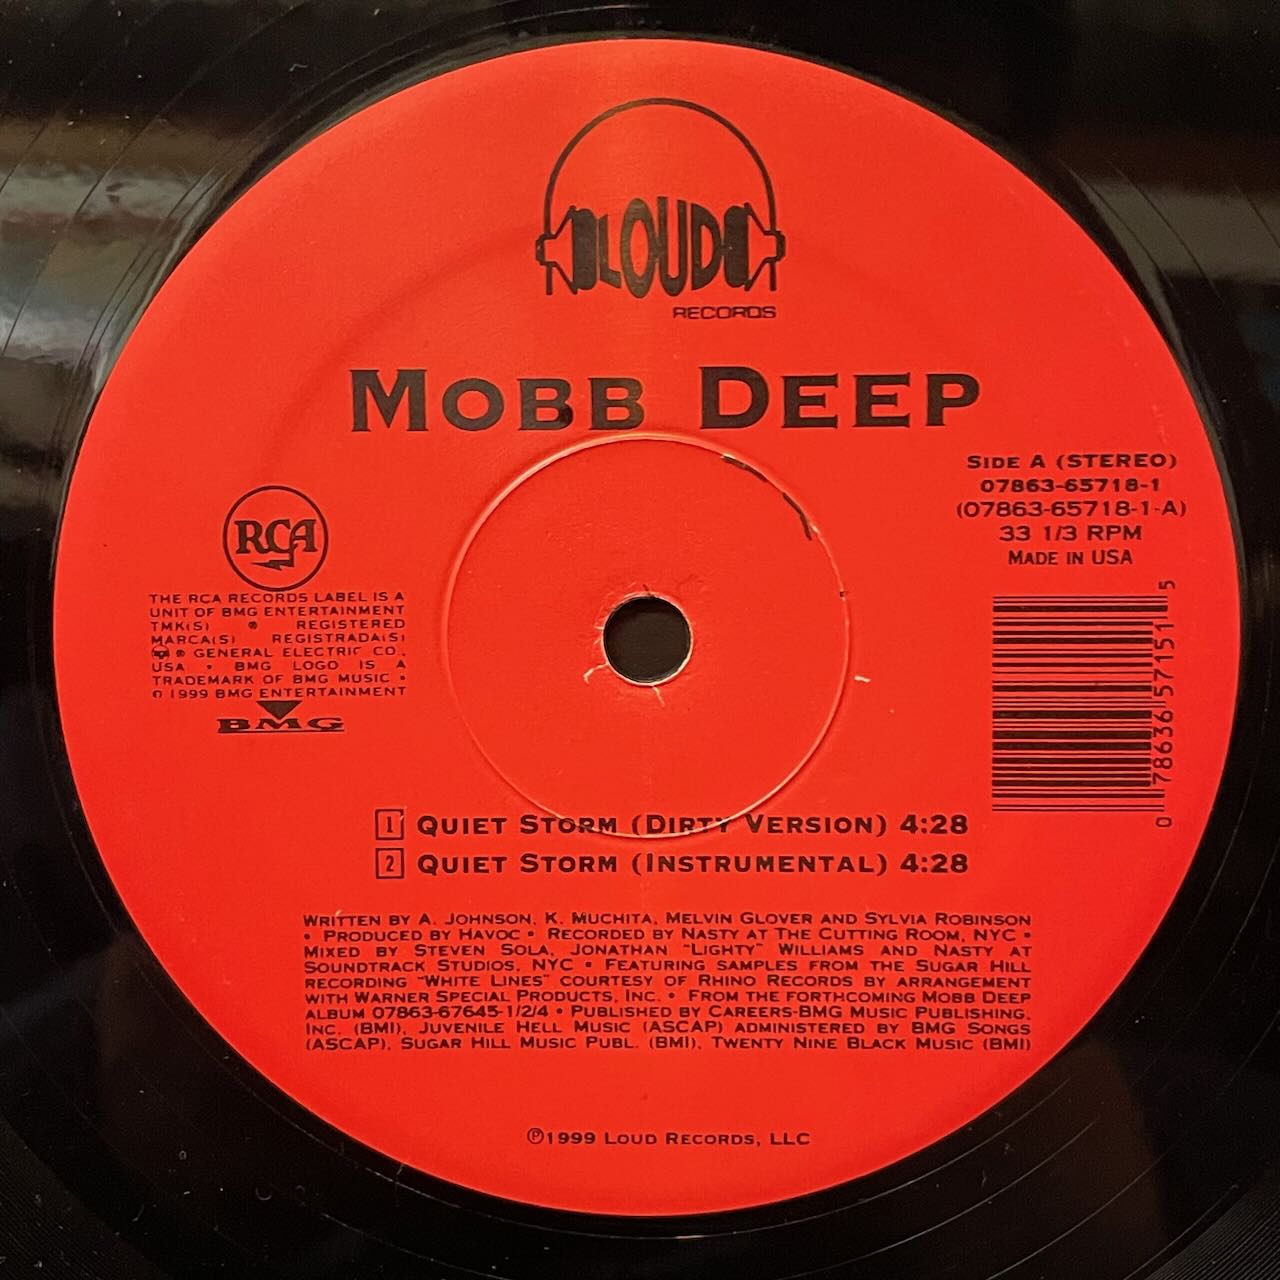 LOUD
RECORDS
MOBB DEEP
SIDE A (STEREO)
07863-65718-1
(07863-65718-1-A)
33 1/3 RPM
MADE IN USA
RCA
THE RCA RECORDS LABEL IS A
UNIT OF BMG ENTERTAINMENT
TMK(S) ® REGISTERED
MARCA(S) REGISTRADA(S)
® GENERAL ELECTRIC CO.,
USA • BMG LOGO IS A
TRADEMARK OF BMG MUSIC •
© 1999 BMG ENTERTAINMENT
BMG
0 78636 57151 5
1 QUIET STORM (DIRTY VERSION) 4:28
2 QUIET STORM (INSTRUMENTAL) 4:28
WRITTEN BY A. JOHNSON, K. MUCHITA, MELVIN GLOVER AND SYLVIA ROBINSON
• PRODUCED BY HAVOC • RECORDED BY NASTY AT THE CUTTING ROOM, NYC •
MIXED BY STEVEN SOLA, JONATHAN "LIGHTY" WILLIAMS AND NASTY AT
SOUNDTRACK STUDIOS, NYC • FEATURING SAMPLES FROM THE SUGAR HILL
RECORDING "WHITE LINES" COURTESY OF RHINO RECORDS BY ARRANGEMENT
WITH WARNER SPECIAL PRODUCTS, INC. • FROM THE FORTHCOMING MOBB DEEP
ALBUM 07863-67645-1/2/4 • PUBLISHED BY CAREERS-BMG MUSIC PUBLISHING,
INC. (BMI), JUVENILE HELL MUSIC (ASCAP) ADMINISTERED BY BMG SONGS
(ASCAP), SUGAR HILL MUSIC PUBL. (BMI), TWENTY NINE BLACK MUSIC (BMI)
℗1999 LOUD RECORDS, LLC